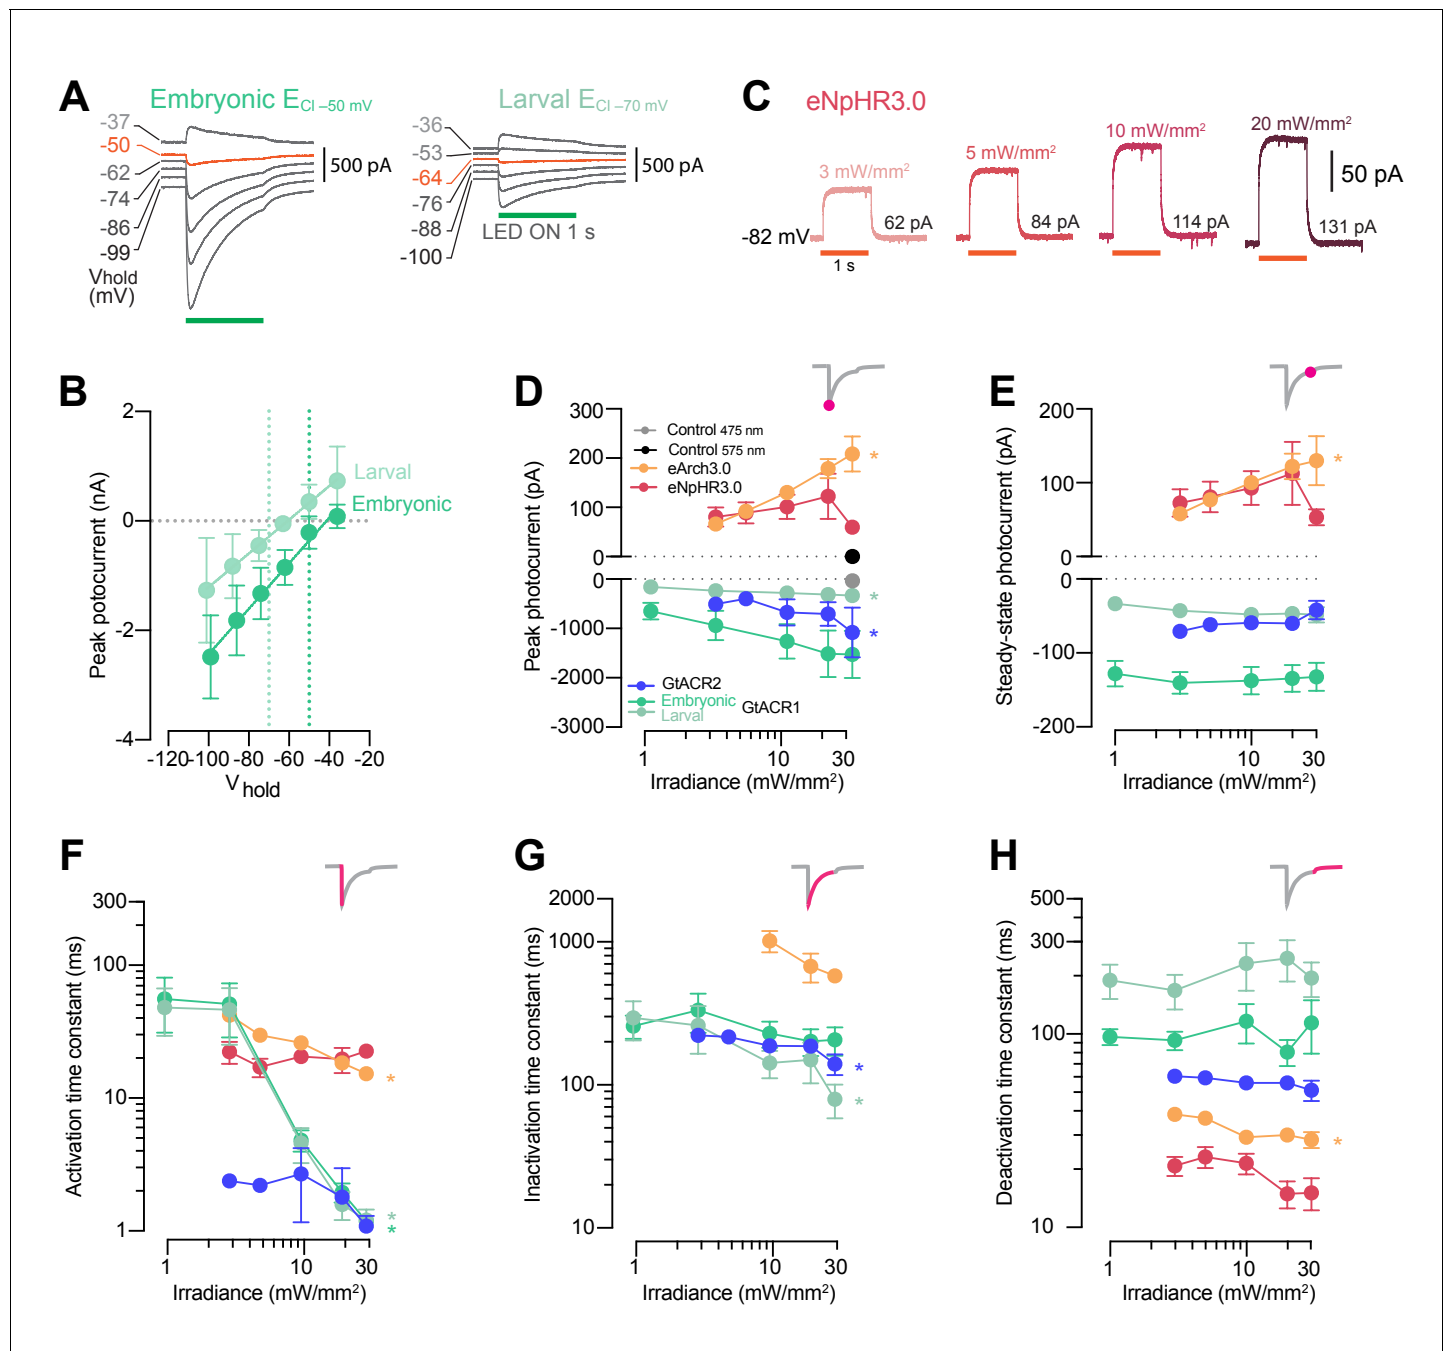 A
Embryonic ECl –50 mV
-37
-50
-62
-74
-86
-99
Vhold
(mV)
500 pA
Larval ECl –70 mV
-36
-53
-64
-76
-88
-100
500 pA
LED ON 1 s
C
eNpHR3.0
3 mW/mm²
5 mW/mm²
10 mW/mm²
20 mW/mm²
50 pA
-82 mV
62 pA
84 pA
114 pA
131 pA
1 s
B
Peak potocurrent (nA)
2
0
-2
-4
Larval
Embryonic
-120
-100
-80
-60
-40
-20
Vhold
D
Peak photocurrent (pA)
300
200
100
0
0
-1000
-2000
-3000
Control 475 nm
Control 575 nm
eArch3.0
eNpHR3.0
*
*
*
GtACR2
Embryonic
Larval
GtACR1
1
10
30
Irradiance (mW/mm²)
E
Steady-state photocurrent (pA)
200
100
0
0
-100
-200
*
1
10
30
Irradiance (mW/mm²)
F
Activation time constant (ms)
300
100
10
1
*
*
*
1
10
30
Irradiance (mW/mm²)
G
Inactivation time constant (ms)
2000
1000
100
10
*
*
1
10
30
Irradiance (mW/mm²)
H
Deactivation time constant (ms)
500
300
100
10
*
1
10
30
Irradiance (mW/mm²)